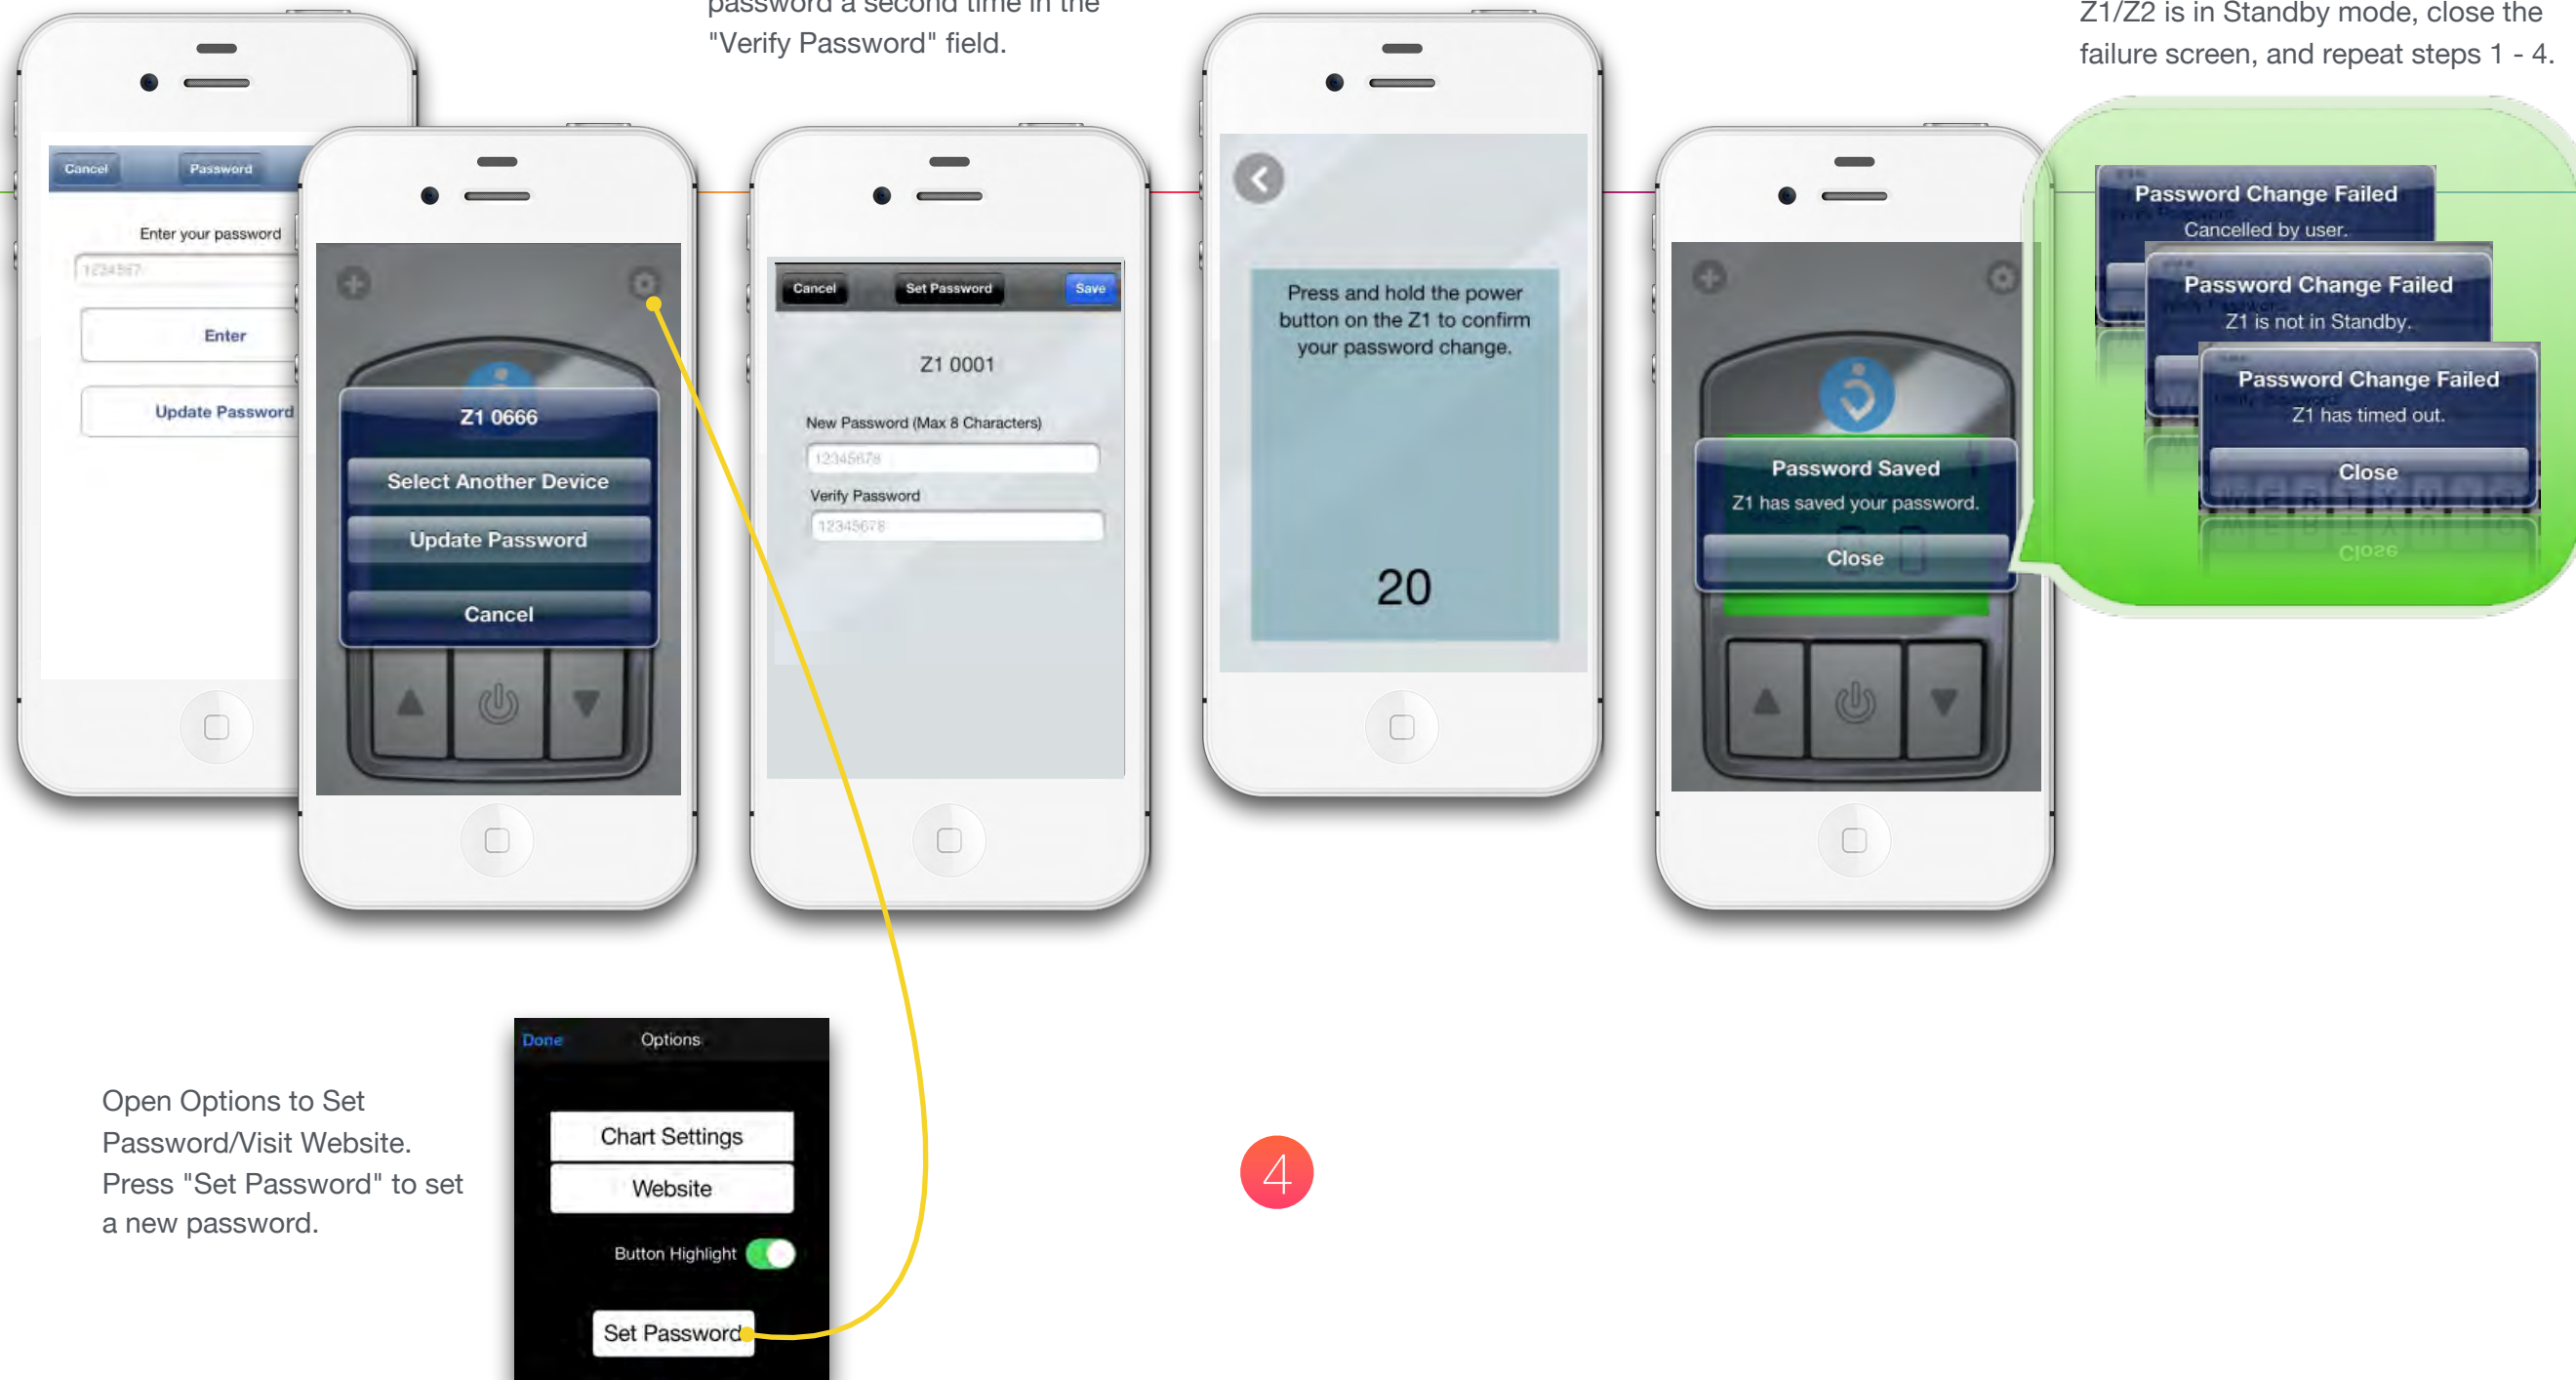 password a second time in the
"Verify Password" field.
Z1/Z2 is in Standby mode, close the
failure screen, and repeat steps 1 - 4.
Cancel
Password
Enter your password
1234567
Enter
Update Password
Z1 0666
Select Another Device
Update Password
Cancel
Cancel
Set Password
Save
Z1 0001
New Password (Max 8 Characters)
12345678
Verify Password
12345678
Press and hold the power
button on the Z1 to confirm
your password change.
20
Password Saved
Z1 has saved your password.
Close
Password Change Failed
Cancelled by user.
Password Change Failed
Z1 is not in Standby.
Password Change Failed
Z1 has timed out.
Close
Open Options to Set
Password/Visit Website.
Press "Set Password" to set
a new password.
Done
Options
Chart Settings
Website
Button Highlight
Set Password
4